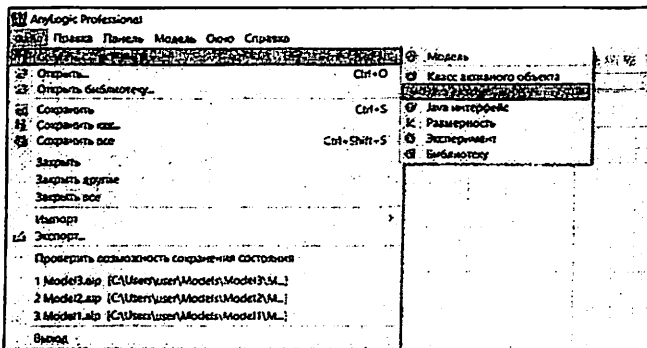 AnyLogic Professional
Правка Панель Модель Окно Справка
Модель
Открыть... Ctrl+O
Класс активного объекта
Открыть библиотеку...
Сохранить Ctrl+S
Java интерфейс
Сохранить как...
Размерность
Сохранить все Ctrl+Shift+S
Эксперимент
Закрыть
Библиотеку
Закрыть другие
Закрыть все
Импорт
Экспорт...
Проверить возможность сохранения состояния
1 Model3.alp [C:\Users\user\Models\Model3\M...]
2 Model2.alp [C:\Users\user\Models\Model2\M...]
3 Model1.alp [C:\Users\user\Models\Model1\M...]
Выход